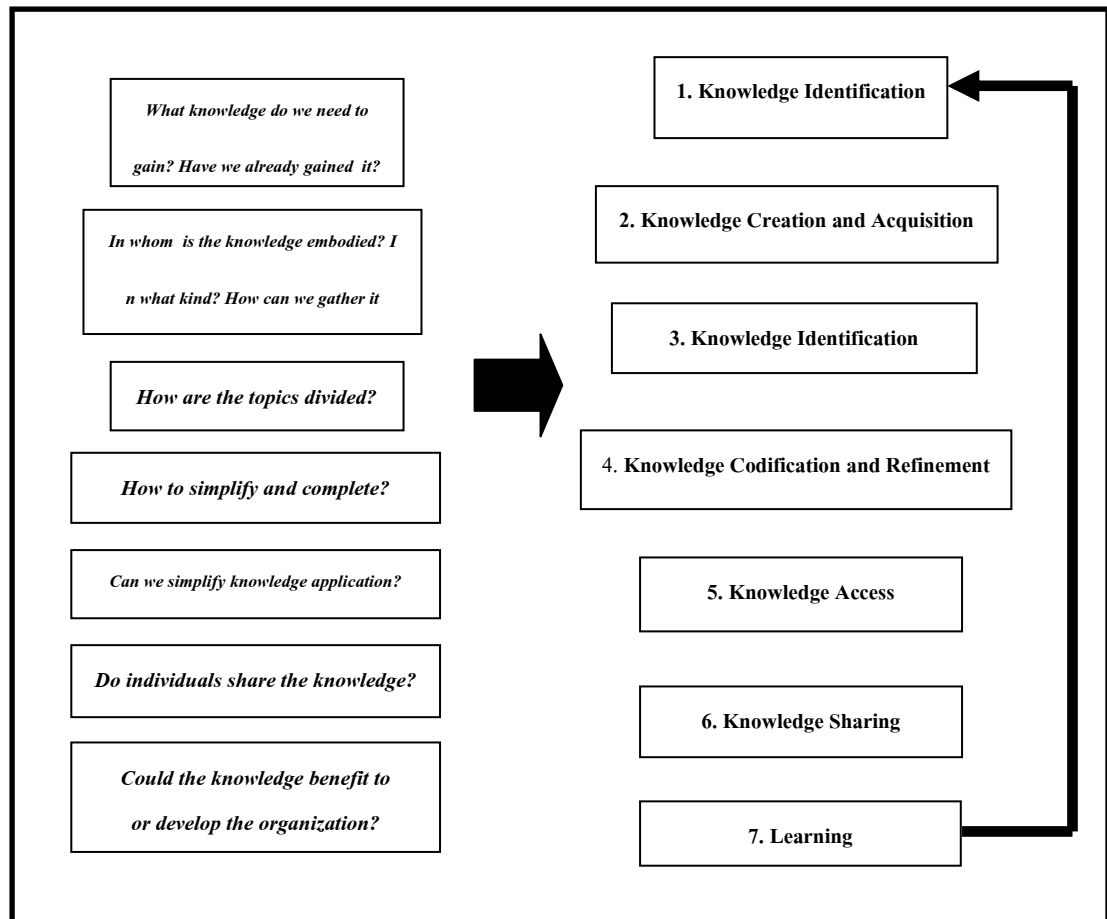 What knowledge do we need to
gain? Have we already gained it?
In whom is the knowledge embodied? I
n what kind? How can we gather it
How are the topics divided?
How to simplify and complete?
Can we simplify knowledge application?
Do individuals share the knowledge?
Could the knowledge benefit to
or develop the organization?
1. Knowledge Identification
2. Knowledge Creation and Acquisition
3. Knowledge Identification
4. Knowledge Codification and Refinement
5. Knowledge Access
6. Knowledge Sharing
7. Learning